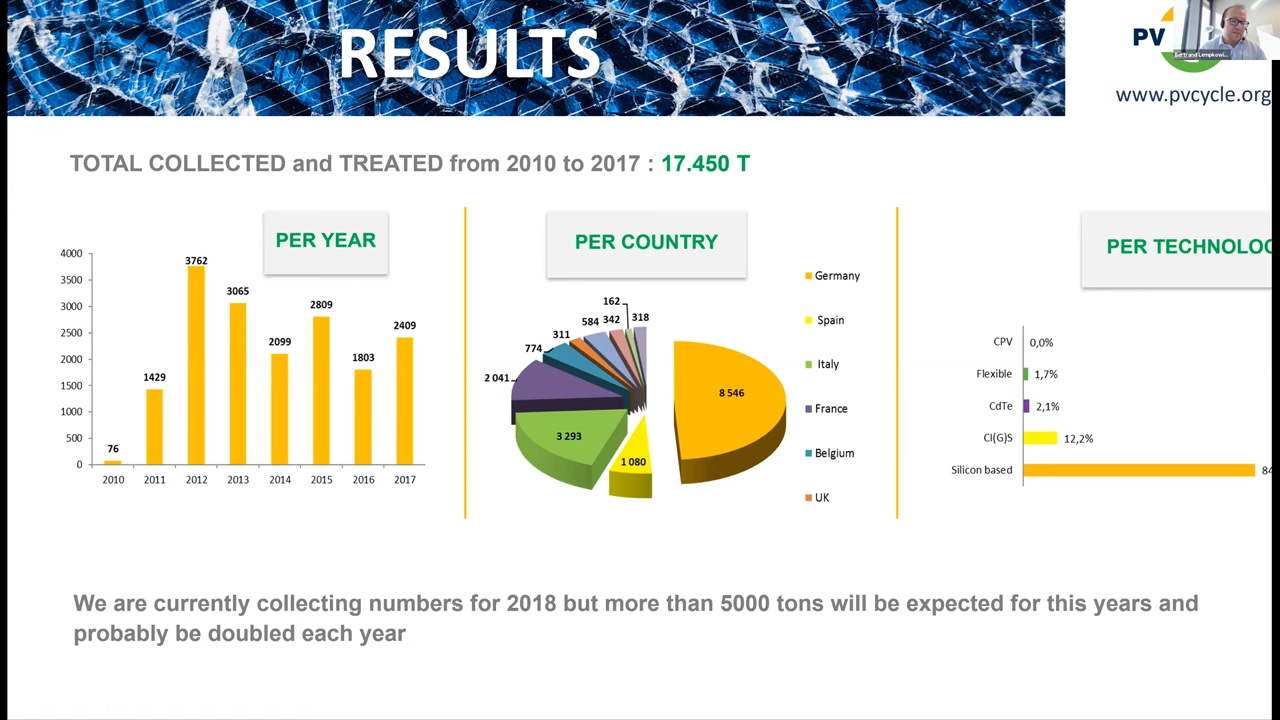 RESULTS
PV
Bertrand Lempkowi...
www.pvcycle.org
TOTAL COLLECTED and TREATED from 2010 to 2017 : 17.450 T
PER YEAR
4000
3500
3000
2500
2000
1500
1000
500
0
76
1429
3762
3065
2099
2809
1803
2409
2010 2011 2012 2013 2014 2015 2016 2017
PER COUNTRY
162
584 342 318
311
774
2 041
8 546
3 293
1 080
Germany
Spain
Italy
France
Belgium
UK
PER TECHNOLOG
CPV 0,0%
Flexible 1,7%
CdTe 2,1%
CI(G)S 12,2%
Silicon based 84
We are currently collecting numbers for 2018 but more than 5000 tons will be expected for this years and
probably be doubled each year